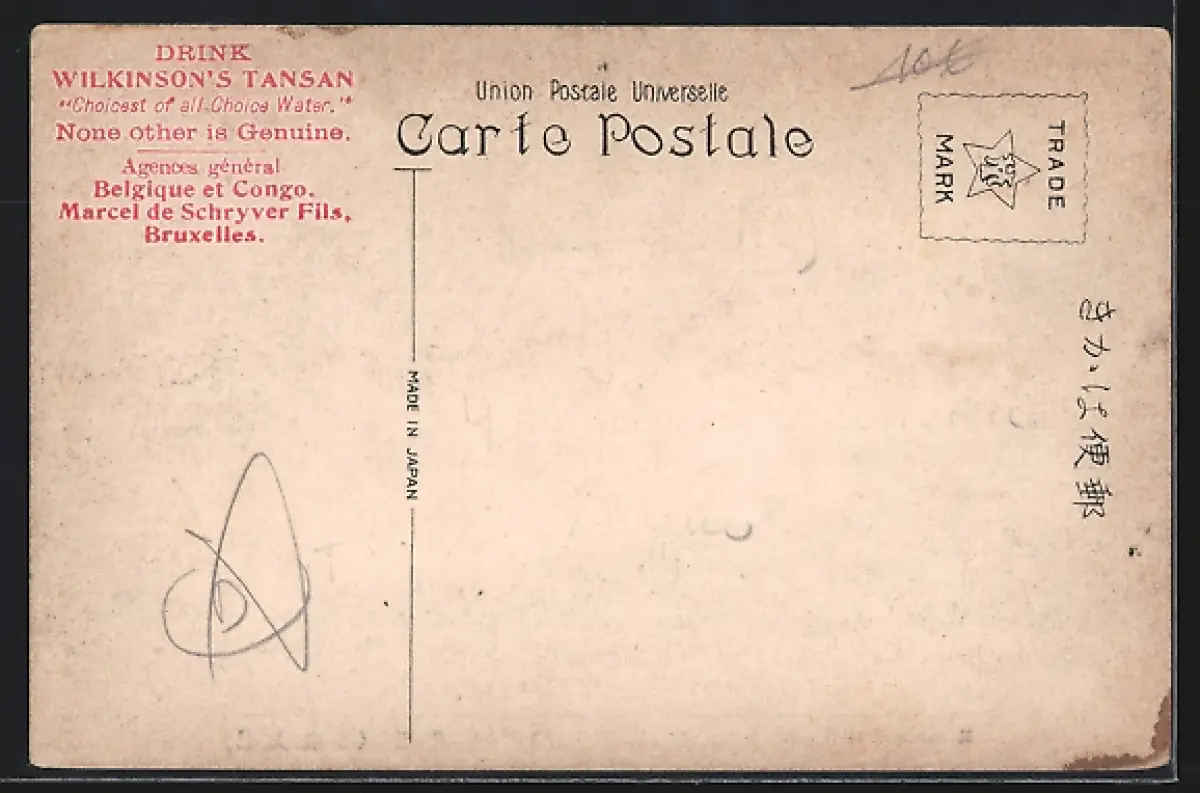 DRINK
WILKINSON'S TANSAN
"Choicest of all Choice Water."
None other is Genuine.
Agences général
Belgique et Congo.
Marcel de Schryver Fils,
Bruxelles.
Union Postale Universelle
Carte Postale
10€
TRADE
MARK
きかは便郵
MADE IN JAPAN